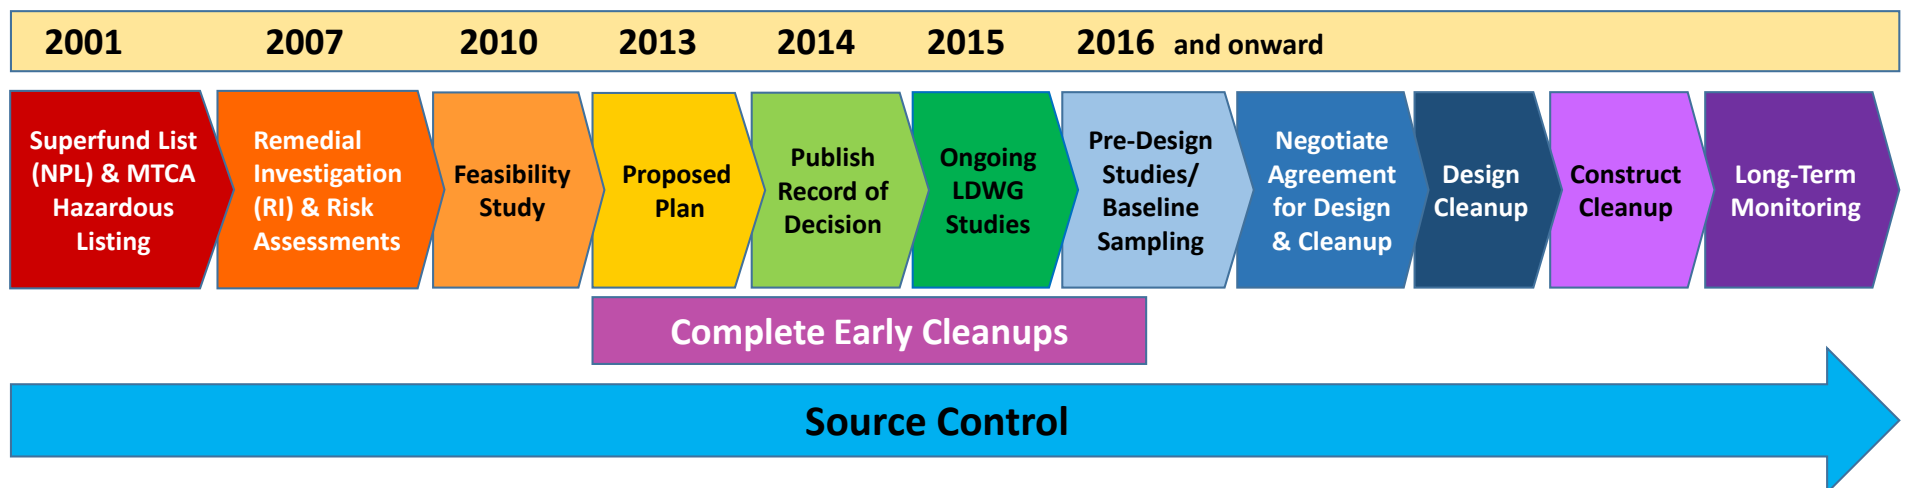 2001 2007 2010 2013 2014 2015 2016 and onward
Superfund List
(NPL) & MTCA
Hazardous
Listing
Remedial
Investigation
(RI) & Risk
Assessments
Feasibility
Study
Proposed
Plan
Publish
Record of
Decision
Ongoing
LDWG
Studies
Pre-Design
Studies/
Baseline
Sampling
Negotiate
Agreement
for Design
& Cleanup
Design
Cleanup
Construct
Cleanup
Long-Term
Monitoring
Complete Early Cleanups
Source Control